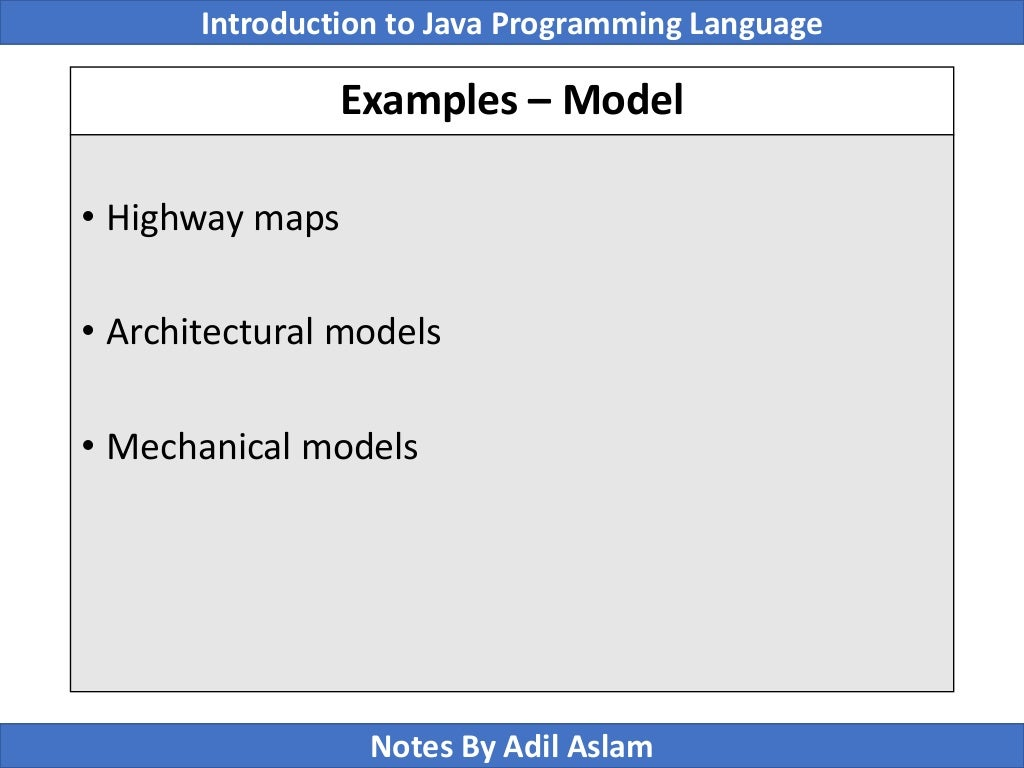 Introduction to Java Programming Language
Examples – Model
• Highway maps
• Architectural models
• Mechanical models
Notes By Adil Aslam